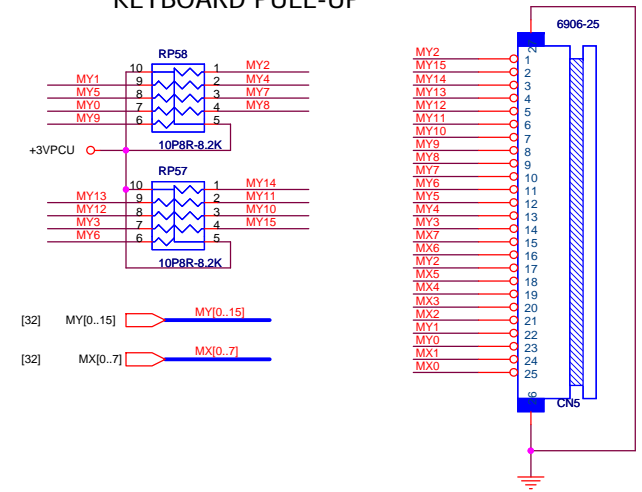 KEYBOARD PULL-UP
RP58
10 1 MY2
MY1 9 2 MY4
MY5 8 3 MY7
MY0 7 4 MY8
MY9 6 5
+3VPCU
10P8R-8.2K
RP57
10 1 MY14
MY13 9 2 MY11
MY12 8 3 MY10
MY3 7 4 MY15
MY6 6 5
10P8R-8.2K
[32] MY[0..15] MY[0..15]
[32] MX[0..7] MX[0..7]
6906-25
27
MY2 1
MY15 2
MY14 3
MY13 4
MY12 5
MY11 6
MY10 7
MY9 8
MY8 9
MY7 10
MY6 11
MY5 12
MY4 13
MY3 14
MX7 15
MX6 16
MY2 17
MX5 18
MX4 19
MX3 20
MX2 21
MY1 22
MY0 23
MX1 24
MX0 25
26
CN5